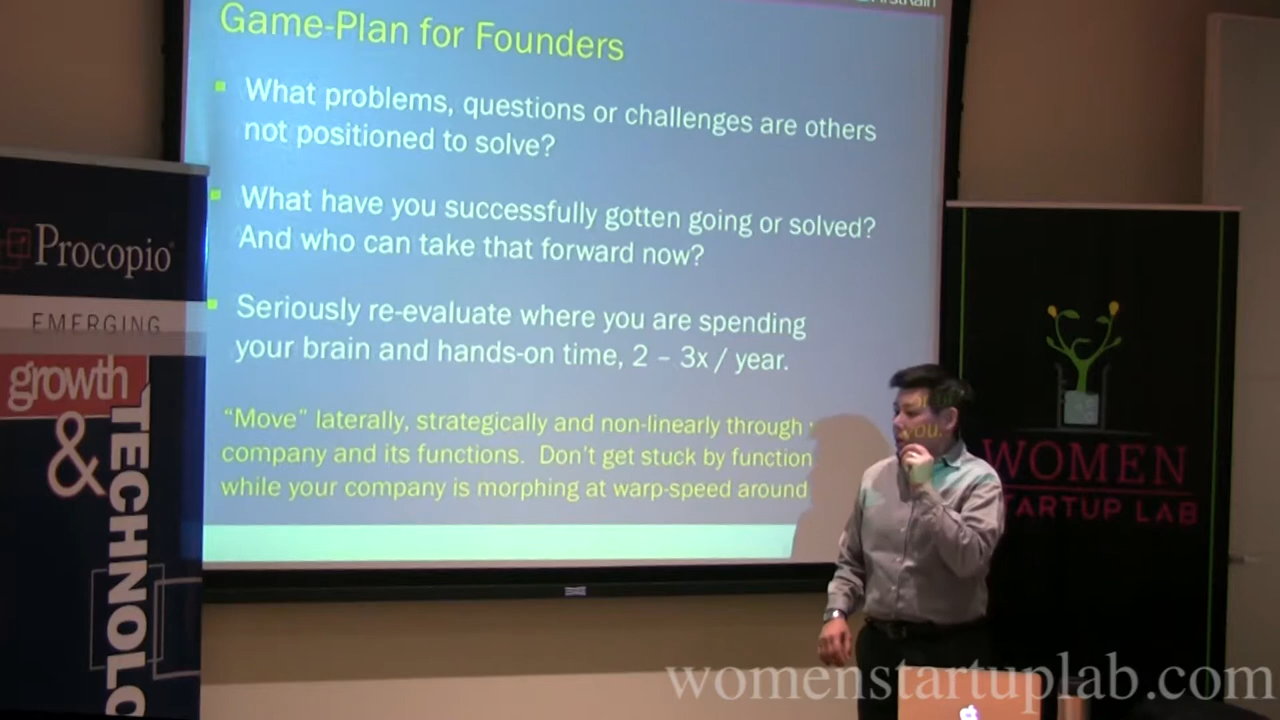 FirstRain
Game-Plan for Founders
What problems, questions or challenges are others
not positioned to solve?
What have you successfully gotten going or solved?
And who can take that forward now?
Seriously re-evaluate where you are spending
your brain and hands-on time, 2 – 3x / year.
“Move” laterally, strategically and non-linearly through
company and its functions. Don’t get stuck by function
while your company is morphing at warp-speed around
you.
Procopio
EMERGING
growth
&
TECHNOLO
WOMEN
STARTUP LAB
womenstartuplab.com